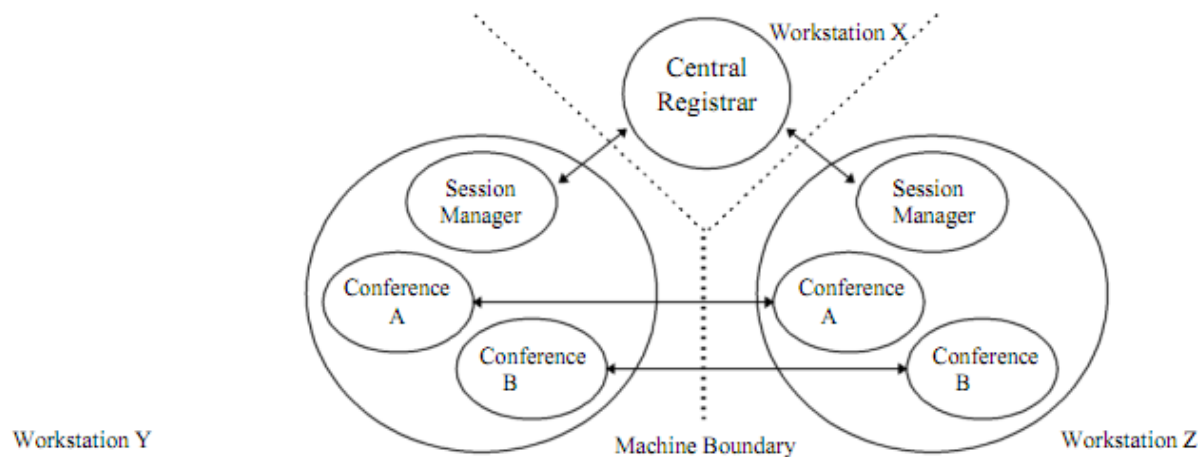 Workstation X
Central
Registrar
Session
Manager
Session
Manager
Conference
A
Conference
A
Conference
B
Conference
B
Workstation Y
Machine Boundary
Workstation Z